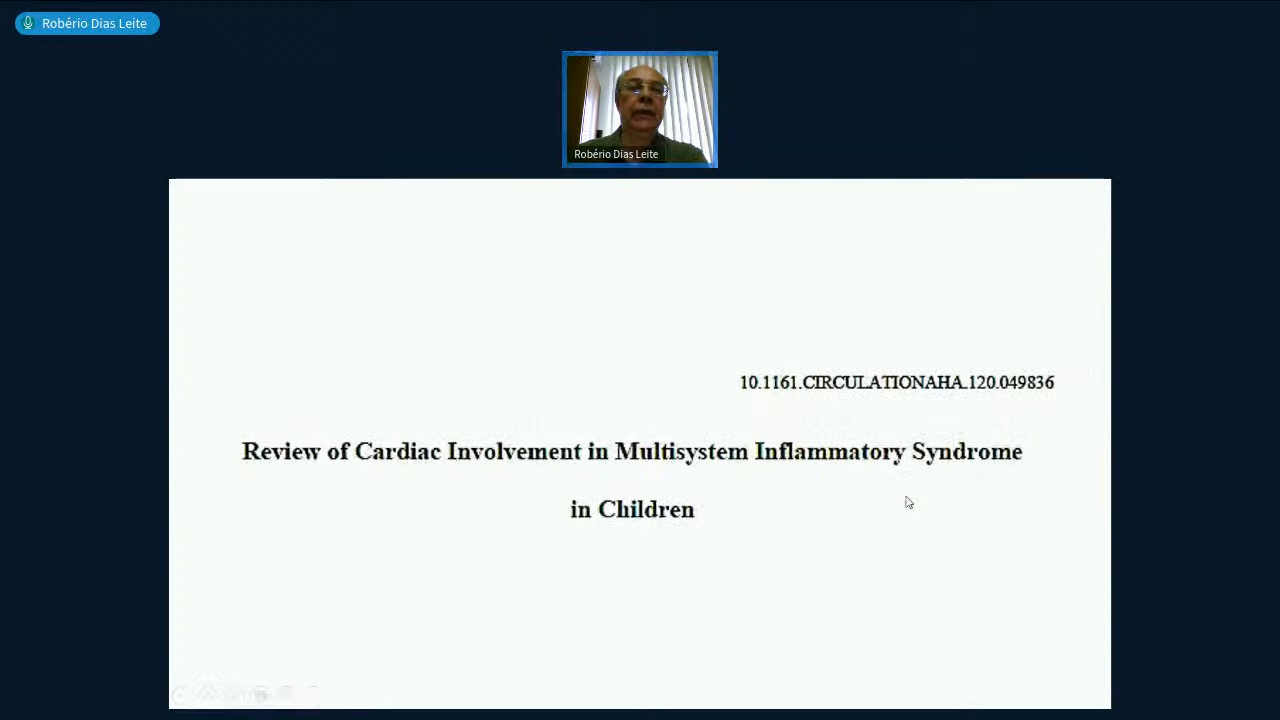 Robério Dias Leite
Robério Dias Leite
10.1161.CIRCULATIONAHA.120.049836
Review of Cardiac Involvement in Multisystem Inflammatory Syndrome
in Children